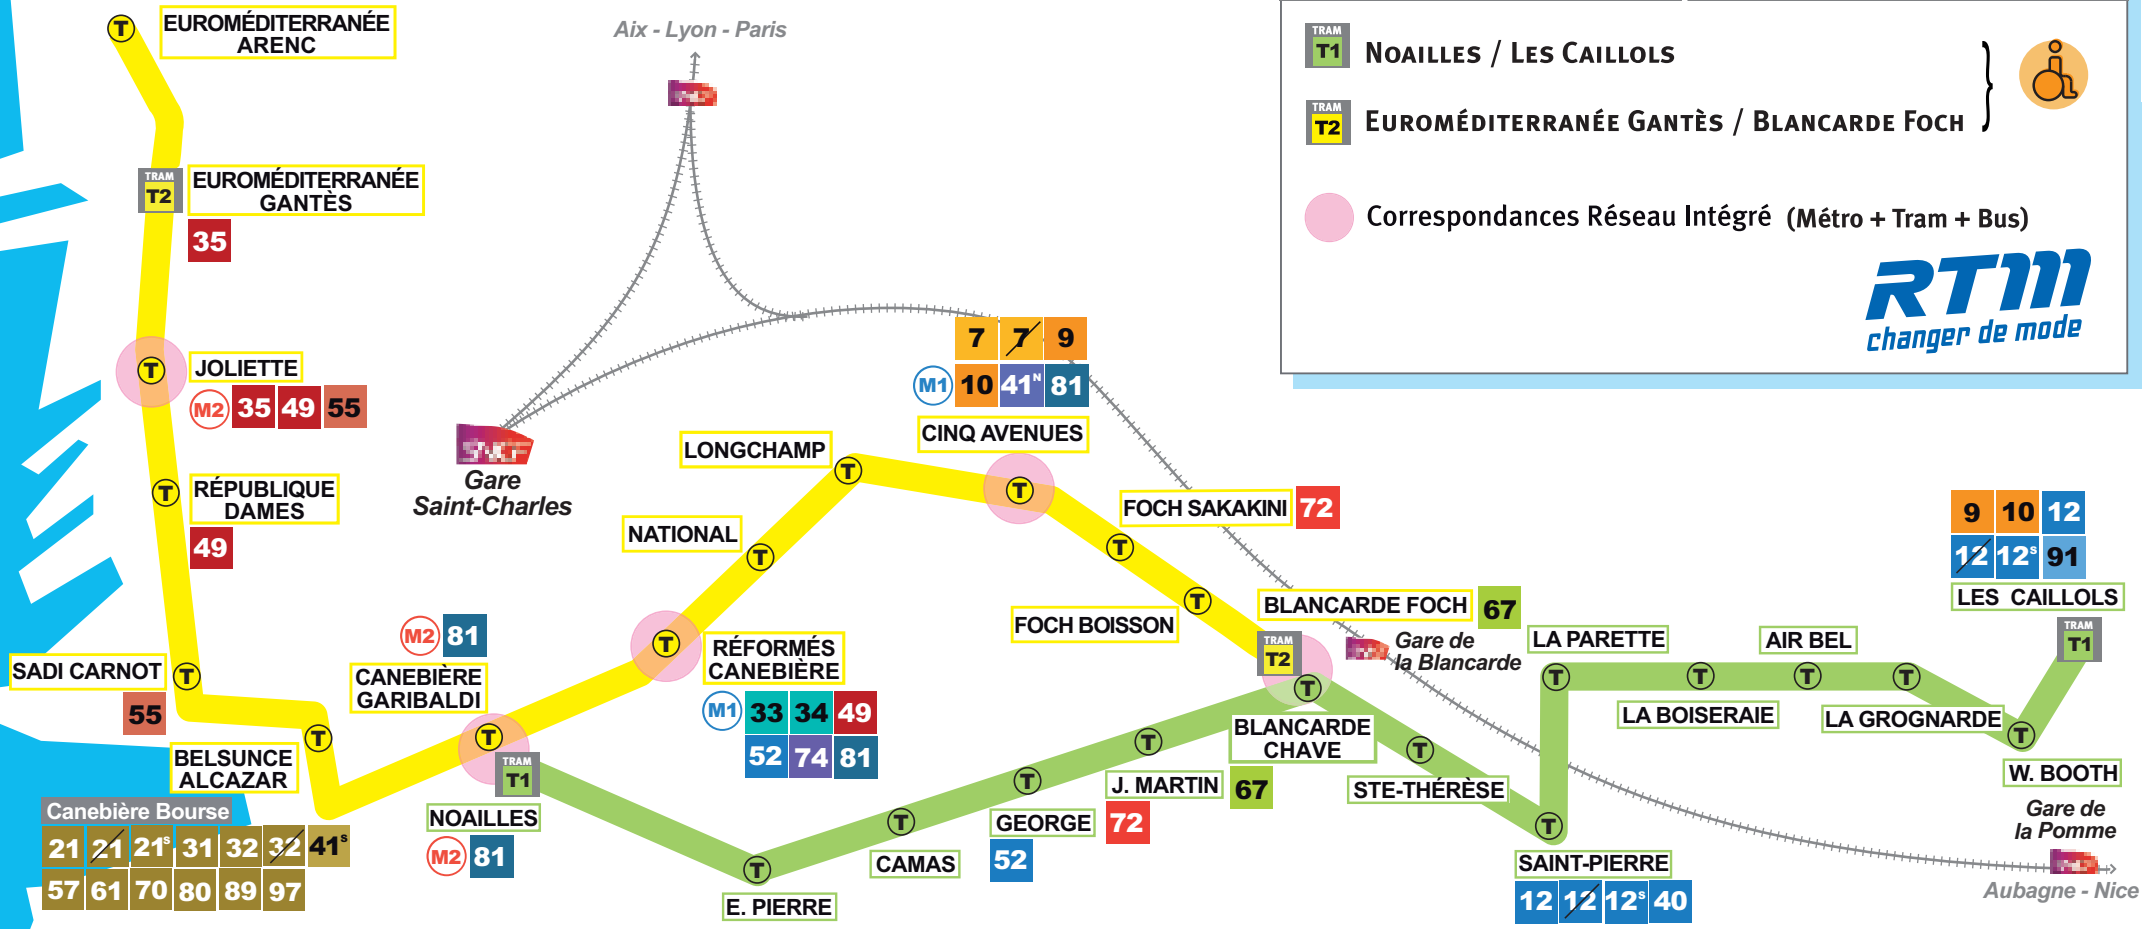 T
EUROMÉDITERRANÉE
ARENC
TRAM
T2
EUROMÉDITERRANÉE
GANTÈS
35
T
JOLIETTE
M2 35 49 55
T
RÉPUBLIQUE
DAMES
49
SADI CARNOT
T
55
BELSUNCE
ALCAZAR
T
Canebière Bourse
21 21 21s 31 32 32 41s
57 61 70 80 89 97
M2 81
CANEBIÈRE
GARIBALDI
T
TRAM
T1
NOAILLES
M2 81
Aix - Lyon - Paris
SNCF
Gare
Saint-Charles
T
RÉFORMÉS
CANEBIÈRE
M1 33 34 49
52 74 81
NATIONAL
T
LONGCHAMP
T
7 7 9
M1 10 41N 81
CINQ AVENUES
T
FOCH SAKAKINI 72
T
FOCH BOISSON
T
BLANCARDE FOCH 67
TRAM
T2
Gare de
la Blancarde
T
BLANCARDE
CHAVE
T
E. PIERRE
T
CAMAS
T
GEORGE
52
T
J. MARTIN 67
72
T
STE-THÉRÈSE
T
SAINT-PIERRE
12 12 12s 40
LA PARETTE
T
T
LA BOISERAIE
AIR BEL
T
T
LA GROGNARDE
T
W. BOOTH
9 10 12
12 12s 91
LES CAILLOLS
TRAM
T1
Gare de
la Pomme
Aubagne - Nice
TRAM
T1 NOAILLES / LES CAILLOLS
TRAM
T2 EUROMÉDITERRANÉE GANTÈS / BLANCARDE FOCH
Correspondances Réseau Intégré (Métro + Tram + Bus)
RTM
changer de mode